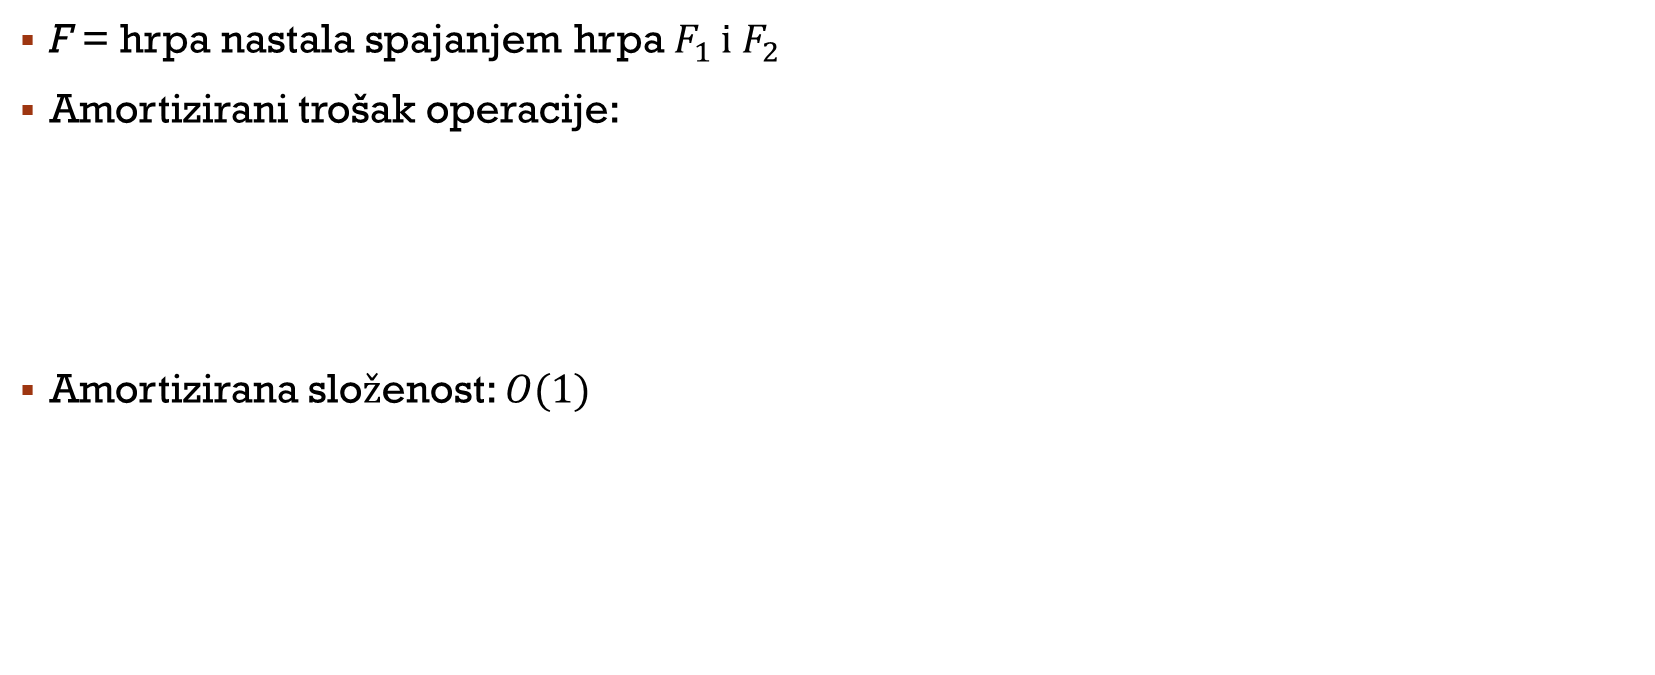 ▪ F = hrpa nastala spajanjem hrpa F₁ i F₂
▪ Amortizirani trošak operacije:
▪ Amortizirana složenost: O(1)